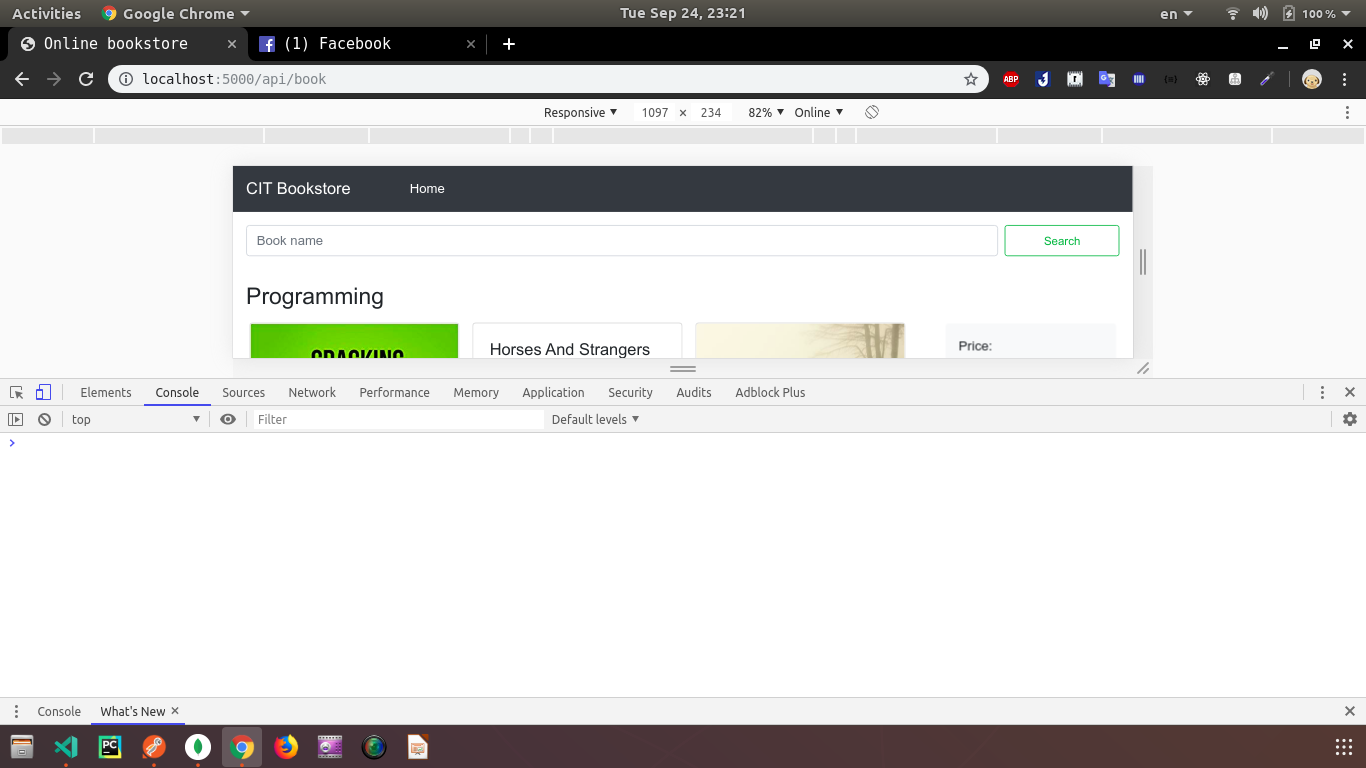 Activities Google Chrome Tue Sep 24, 23:21 en 100 %
Online bookstore (1) Facebook
localhost:5000/api/book ABP
Responsive 1097 × 234 82% Online
CIT Bookstore Home
Book name Search
Programming
CRACKING Horses And Strangers Price:
Elements Console Sources Network Performance Memory Application Security Audits Adblock Plus
top Filter Default levels
Console What's New
PC